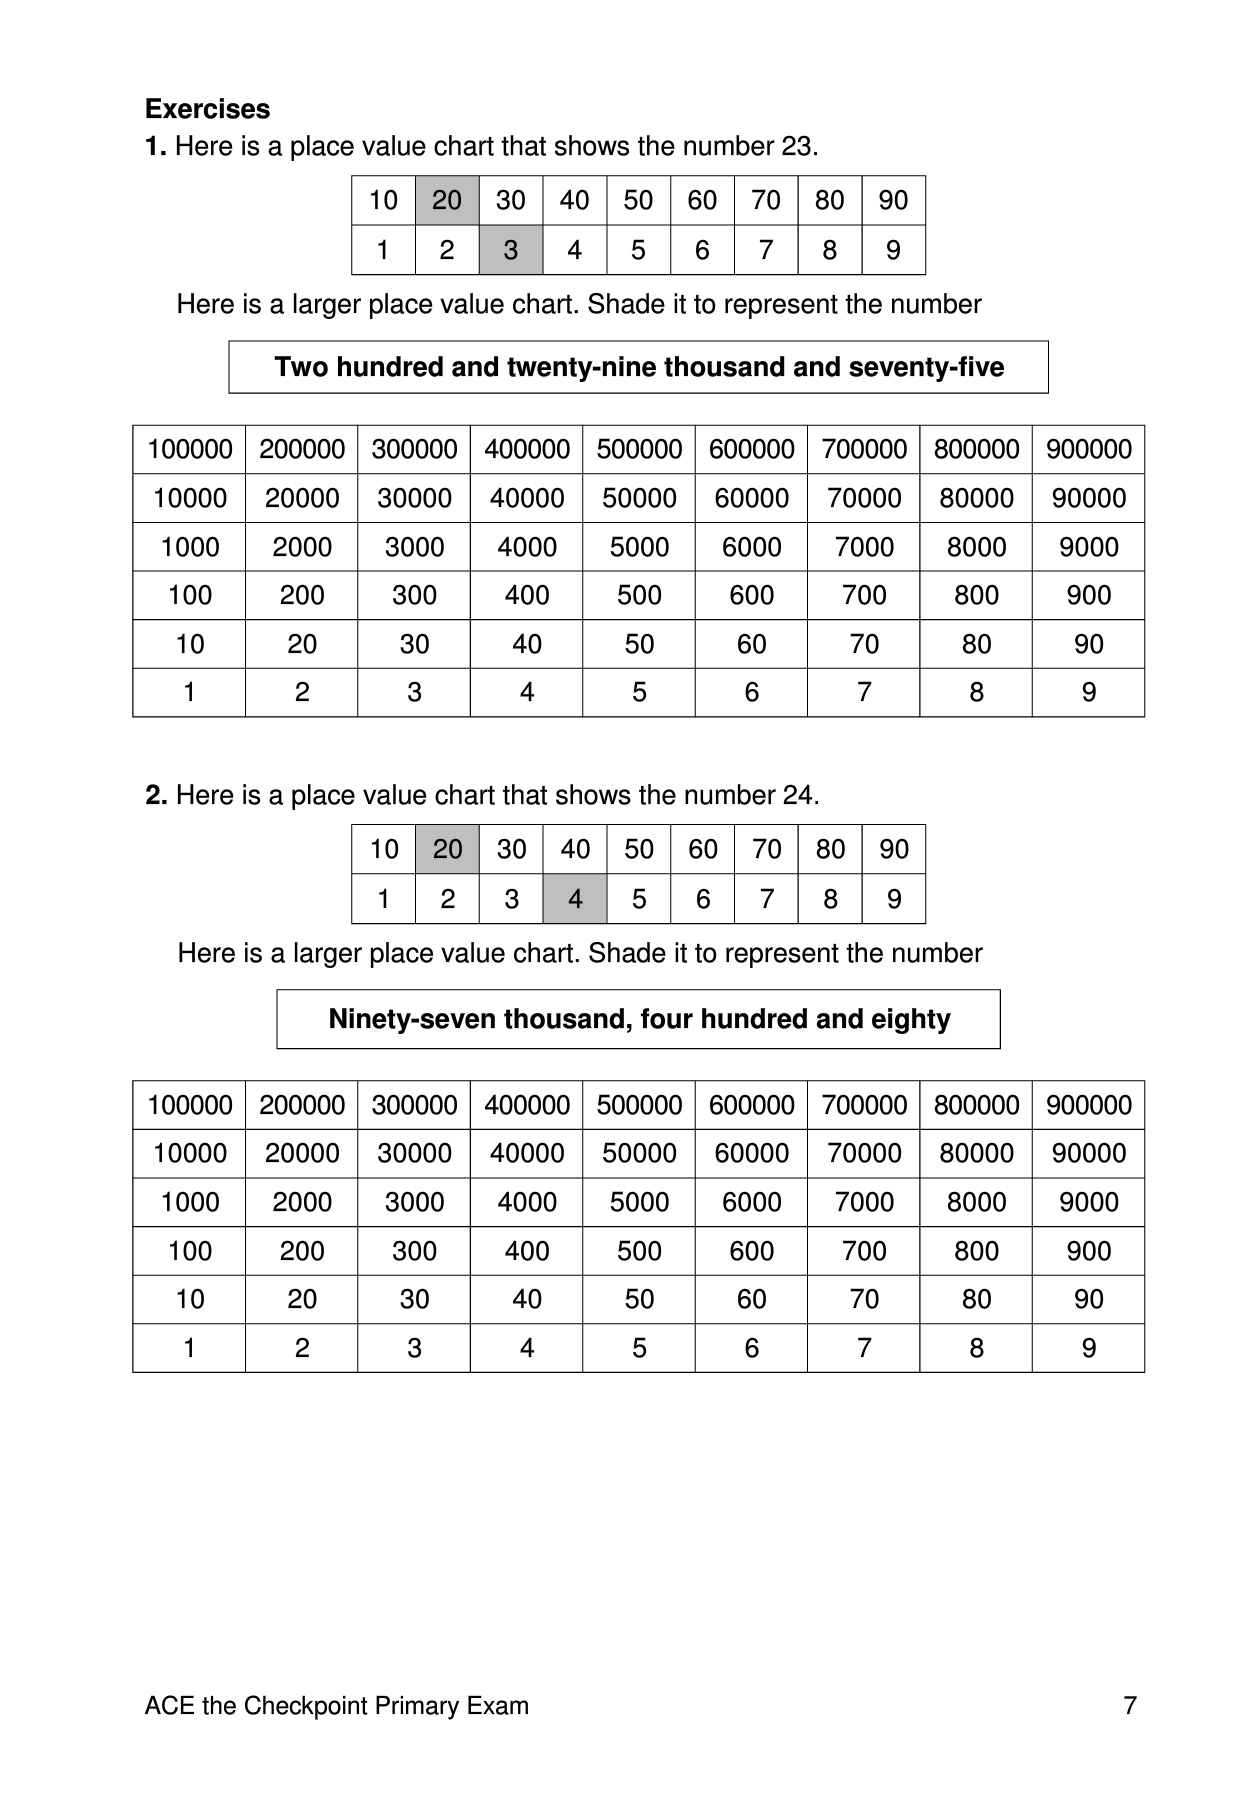 Exercises
1. Here is a place value chart that shows the number 23.
10 20 30 40 50 60 70 80 90
1 2 3 4 5 6 7 8 9
Here is a larger place value chart. Shade it to represent the number
Two hundred and twenty-nine thousand and seventy-five
100000 200000 300000 400000 500000 600000 700000 800000 900000
10000 20000 30000 40000 50000 60000 70000 80000 90000
1000 2000 3000 4000 5000 6000 7000 8000 9000
100 200 300 400 500 600 700 800 900
10 20 30 40 50 60 70 80 90
1 2 3 4 5 6 7 8 9
2. Here is a place value chart that shows the number 24.
10 20 30 40 50 60 70 80 90
1 2 3 4 5 6 7 8 9
Here is a larger place value chart. Shade it to represent the number
Ninety-seven thousand, four hundred and eighty
100000 200000 300000 400000 500000 600000 700000 800000 900000
10000 20000 30000 40000 50000 60000 70000 80000 90000
1000 2000 3000 4000 5000 6000 7000 8000 9000
100 200 300 400 500 600 700 800 900
10 20 30 40 50 60 70 80 90
1 2 3 4 5 6 7 8 9
ACE the Checkpoint Primary Exam 7